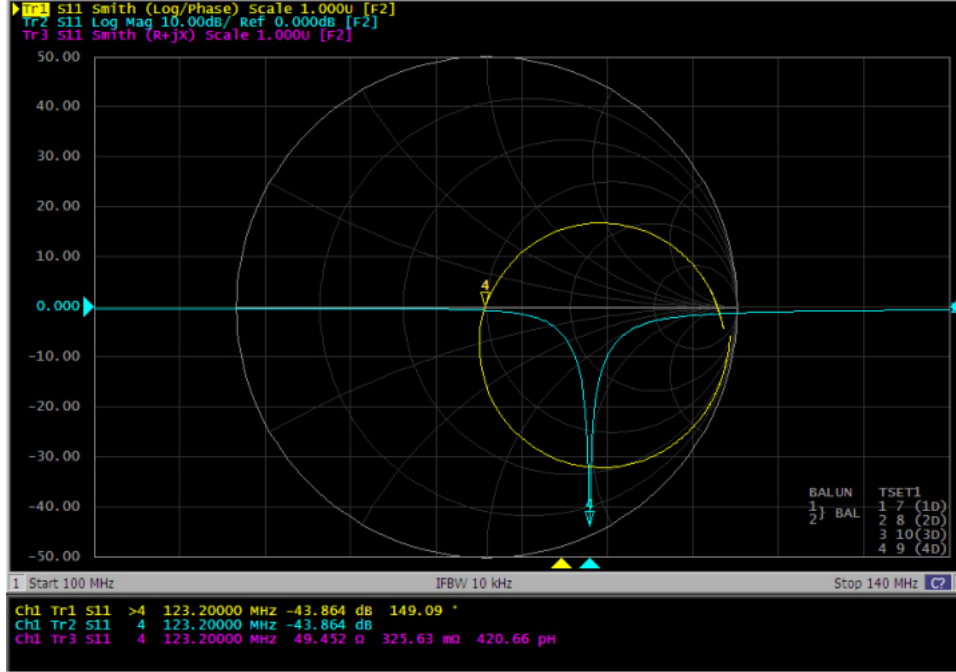 Tr1 S11 Smith (Log/Phase) Scale 1.000U [F2]
Tr2 S11 Log Mag 10.00dB/ Ref 0.000dB [F2]
Tr3 S11 Smith (R+jX) Scale 1.000U [F2]
50.00
40.00
30.00
20.00
10.00
4
0.000
-10.00
-20.00
-30.00
-40.00
4
-50.00
BALUN TSET1
1} BAL 1 7 (1D)
2} 2 8 (2D)
3 10(3D)
4 9 (4D)
1 Start 100 MHz IFBW 10 kHz Stop 140 MHz C?
Ch1 Tr1 S11 >4 123.20000 MHz -43.864 dB 149.09 °
Ch1 Tr2 S11 4 123.20000 MHz -43.864 dB
Ch1 Tr3 S11 4 123.20000 MHz 49.452 Ω 325.63 mΩ 420.66 pH